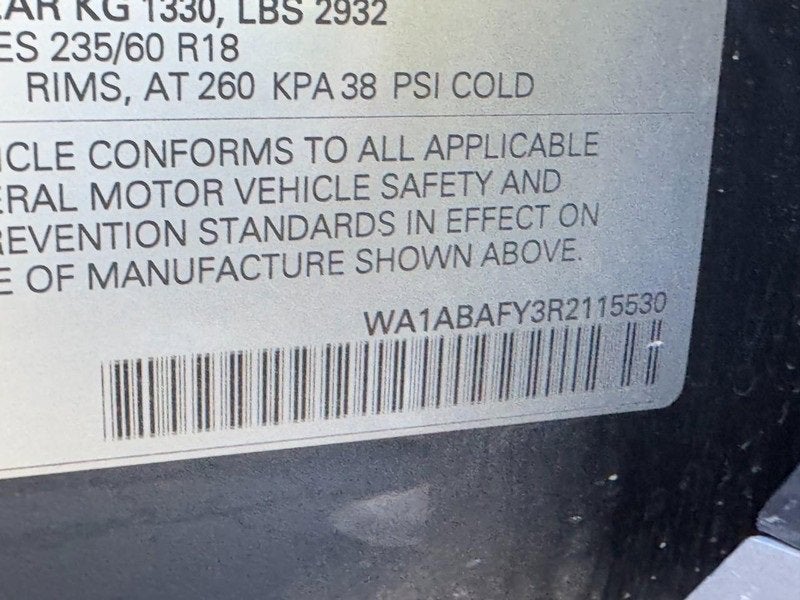 EAR KG 1330, LBS 2932
ES 235/60 R18
RIMS, AT 260 KPA 38 PSI COLD
ICLE CONFORMS TO ALL APPLICABLE
ERAL MOTOR VEHICLE SAFETY AND
REVENTION STANDARDS IN EFFECT ON
E OF MANUFACTURE SHOWN ABOVE.
WA1ABAFY3R2115530